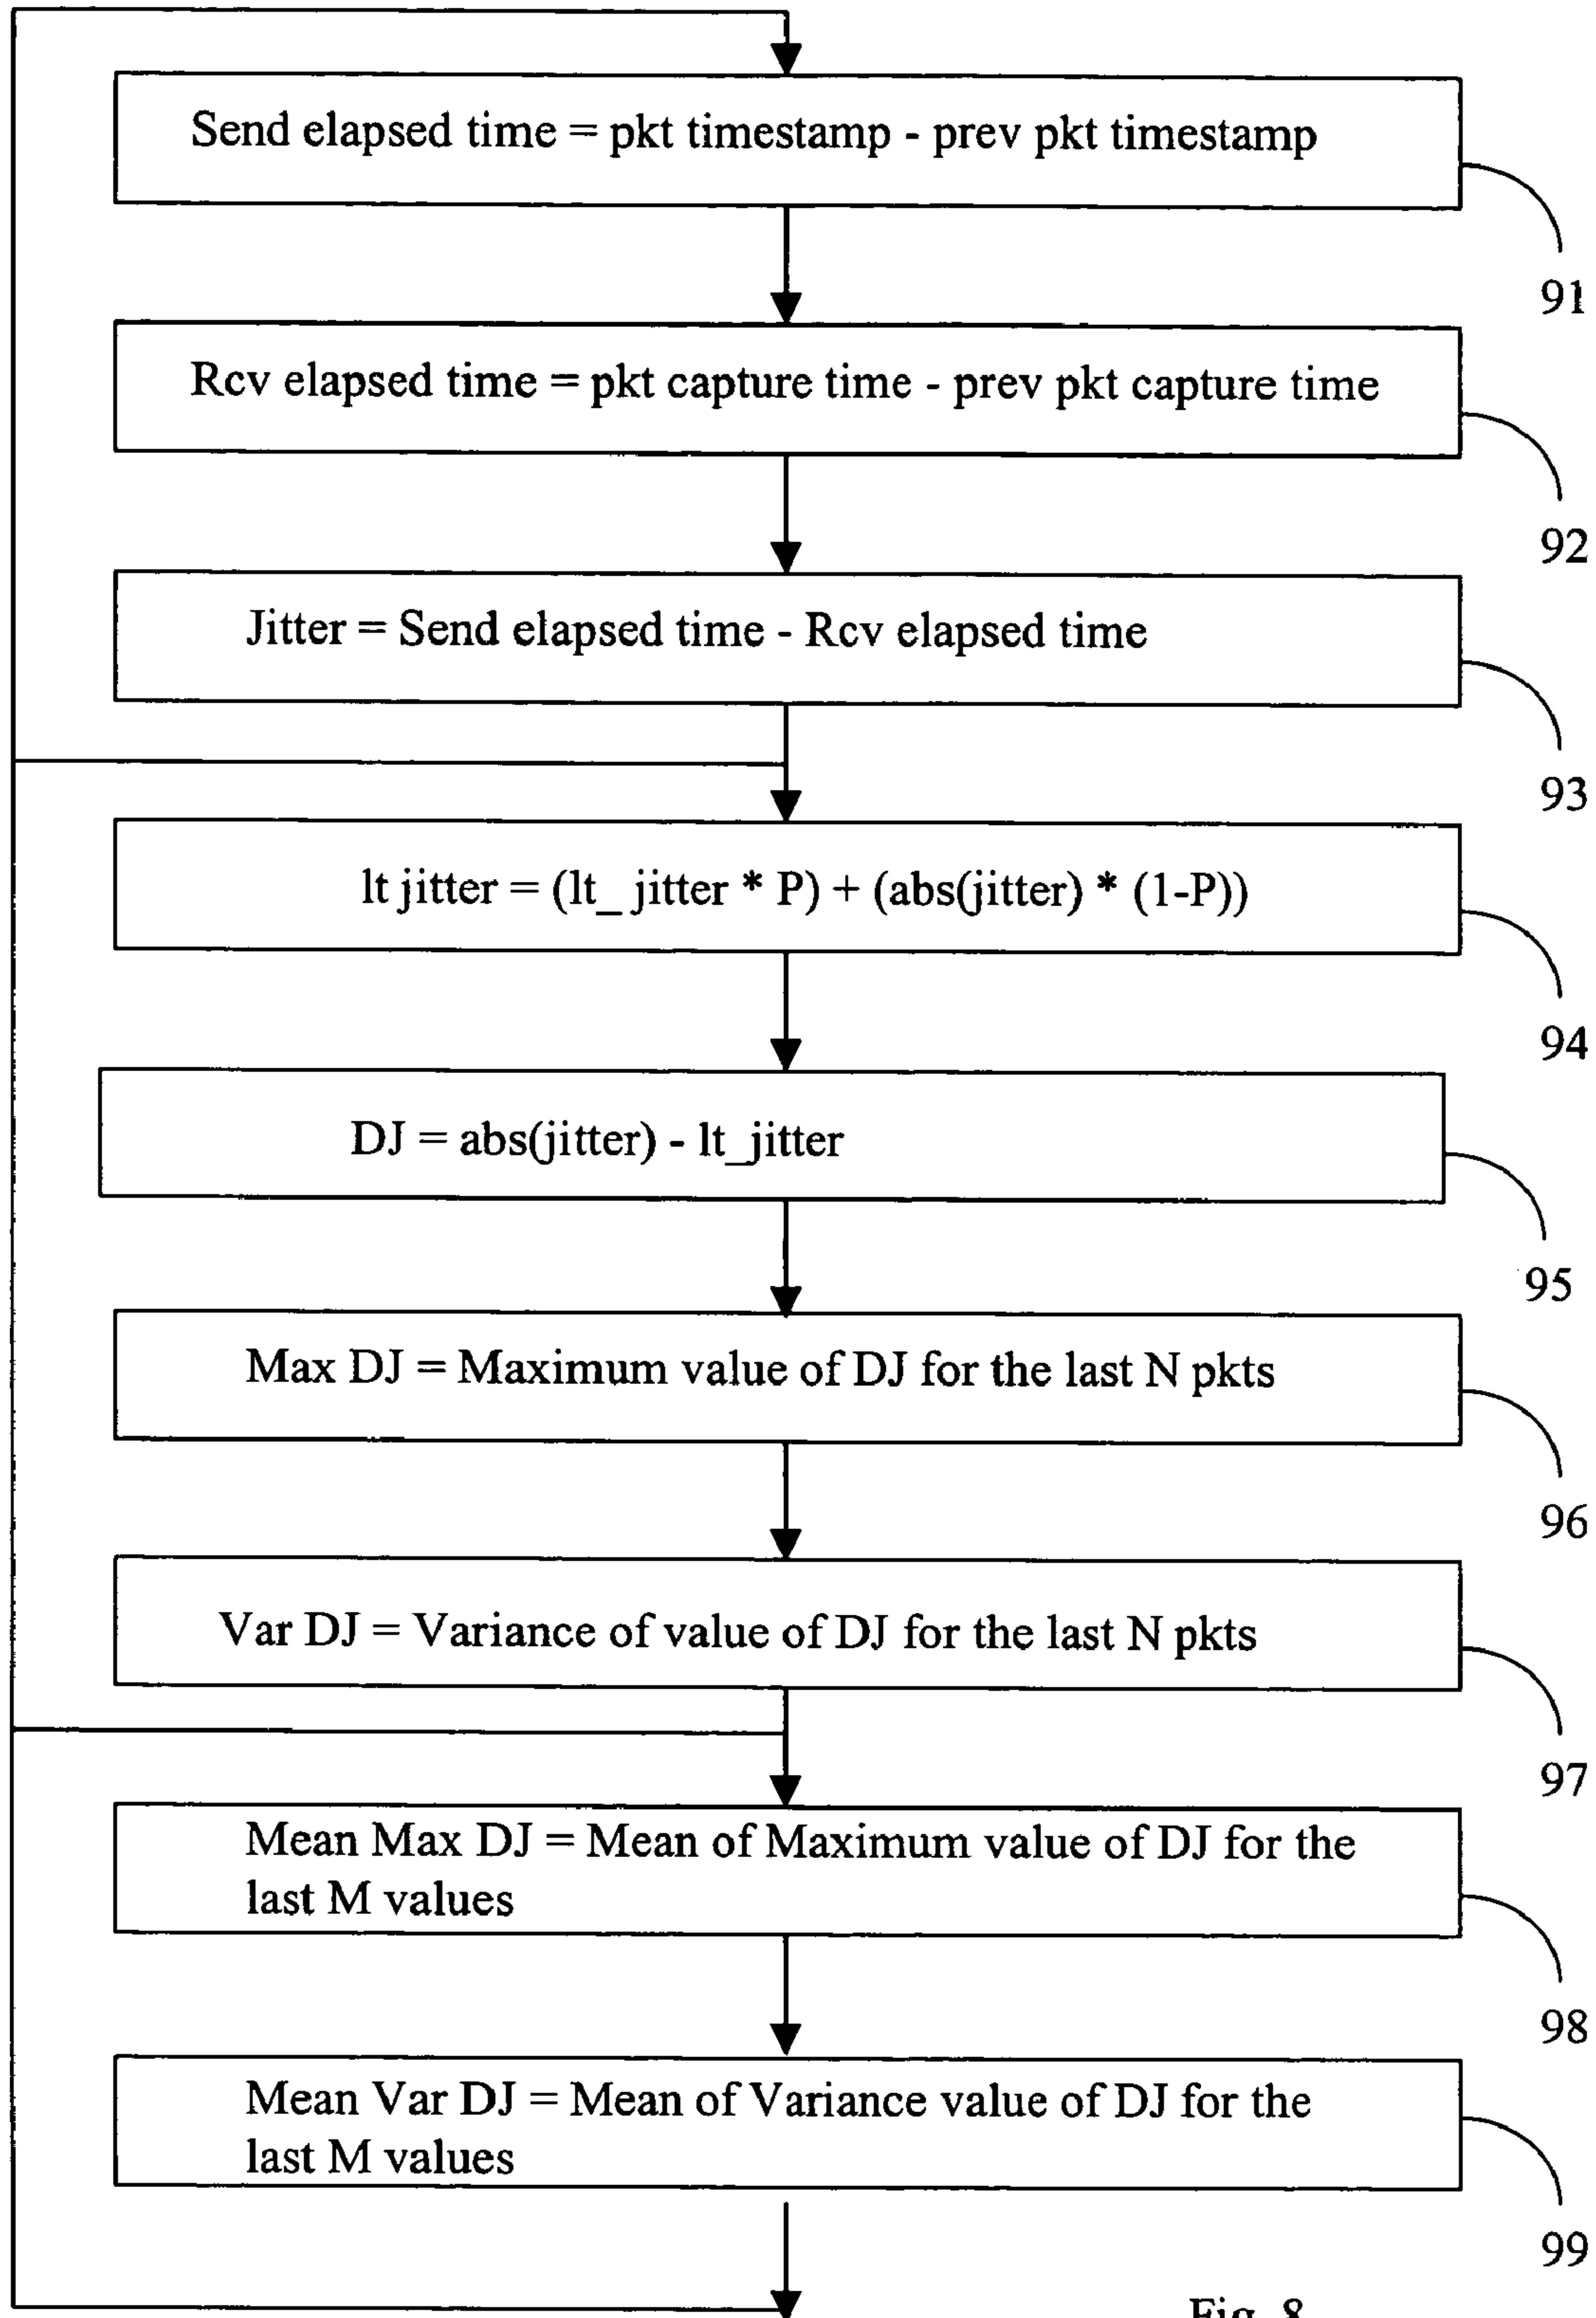 Send elapsed time = pkt timestamp - prev pkt timestamp
91
Rcv elapsed time = pkt capture time - prev pkt capture time
92
Jitter = Send elapsed time - Rcv elapsed time
93
lt jitter = (lt_ jitter * P) + (abs(jitter) * (1-P))
94
DJ = abs(jitter) - lt_jitter
95
Max DJ = Maximum value of DJ for the last N pkts
96
Var DJ = Variance of value of DJ for the last N pkts
97
Mean Max DJ = Mean of Maximum value of DJ for the
last M values
98
Mean Var DJ = Mean of Variance value of DJ for the
last M values
99
Fig. 8